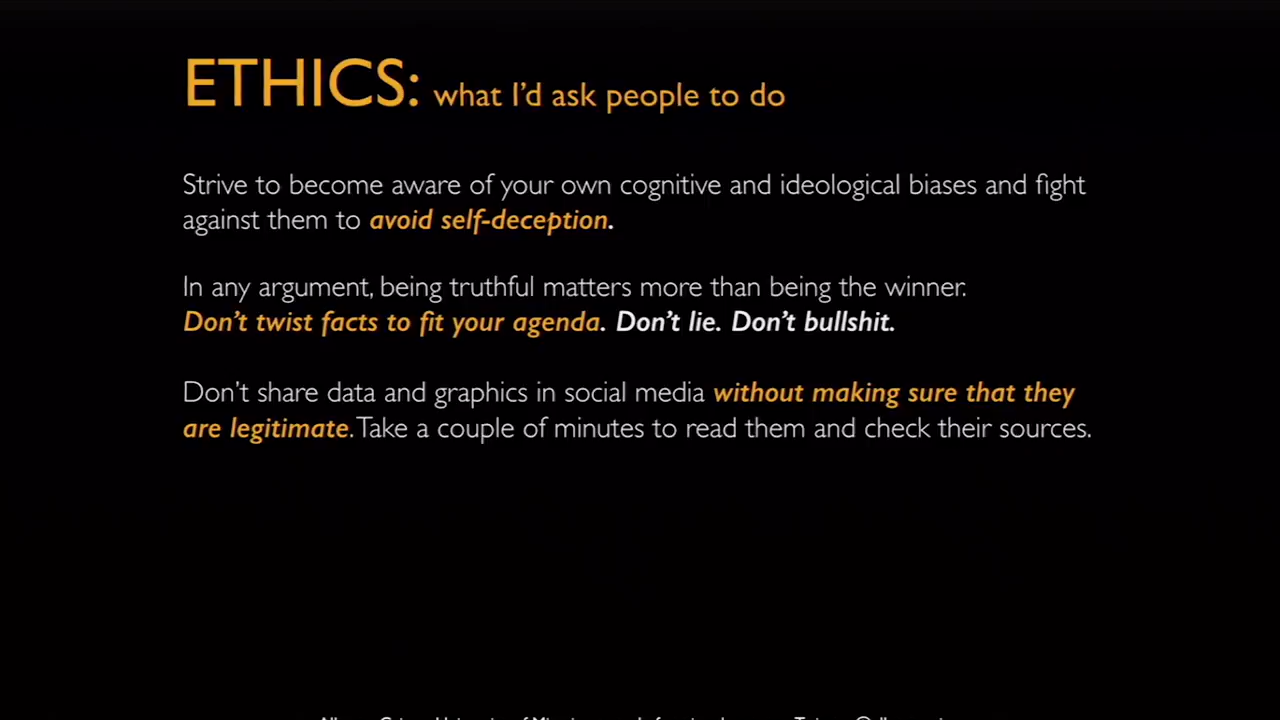 ETHICS: what I'd ask people to do
Strive to become aware of your own cognitive and ideological biases and fight
against them to avoid self-deception.
In any argument, being truthful matters more than being the winner.
Don't twist facts to fit your agenda. Don't lie. Don't bullshit.
Don't share data and graphics in social media without making sure that they
are legitimate. Take a couple of minutes to read them and check their sources.